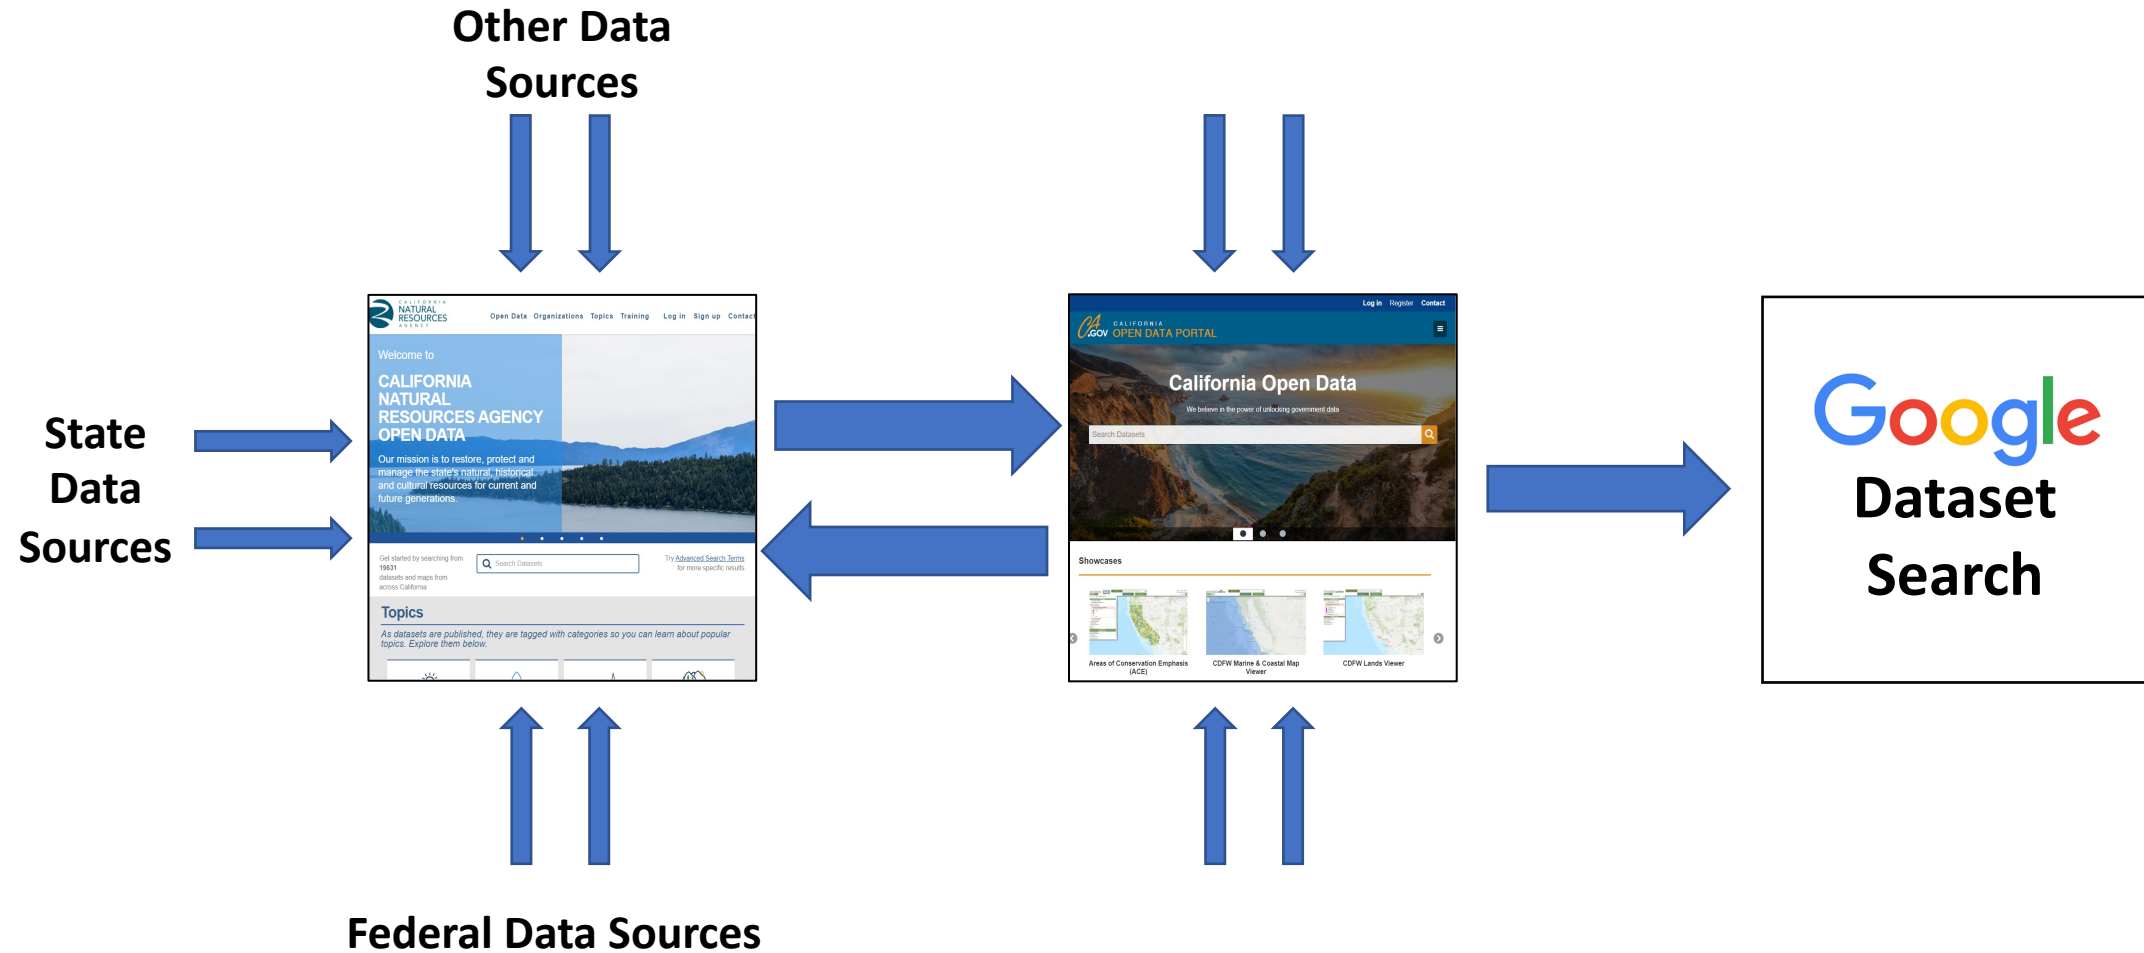 Other Data
Sources
State
Data
Sources
CALIFORNIA
NATURAL
RESOURCES
AGENCY
Open Data Organizations Topics Training Log in Sign up Contact
Welcome to
CALIFORNIA
NATURAL
RESOURCES AGENCY
OPEN DATA
Our mission is to restore, protect and
manage the state's natural, historical
and cultural resources for current and
future generations.
Get started by searching from
19631
datasets and maps from
across California
Search Datasets
Try Advanced Search Terms
for more specific results
Topics
As datasets are published, they are tagged with categories so you can learn about popular
topics. Explore them below.
Log in Register Contact
CA.GOV
CALIFORNIA
OPEN DATA PORTAL
California Open Data
We believe in the power of unlocking government data
Search Datasets
Showcases
Areas of Conservation Emphasis
(ACE)
CDFW Marine & Coastal Map
Viewer
CDFW Lands Viewer
Google
Dataset
Search
Federal Data Sources